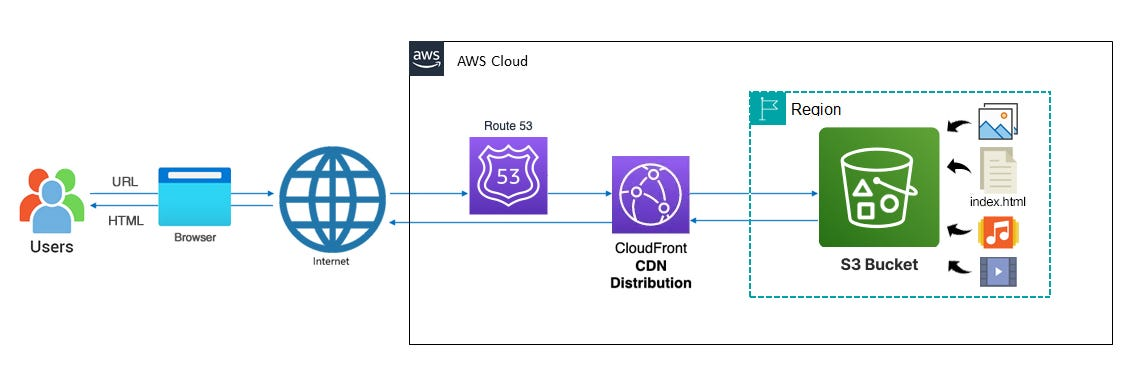 aws
AWS Cloud
Region
Route 53
53
URL
HTML
Users
Browser
Internet
CloudFront
CDN
Distribution
S3 Bucket
index.html